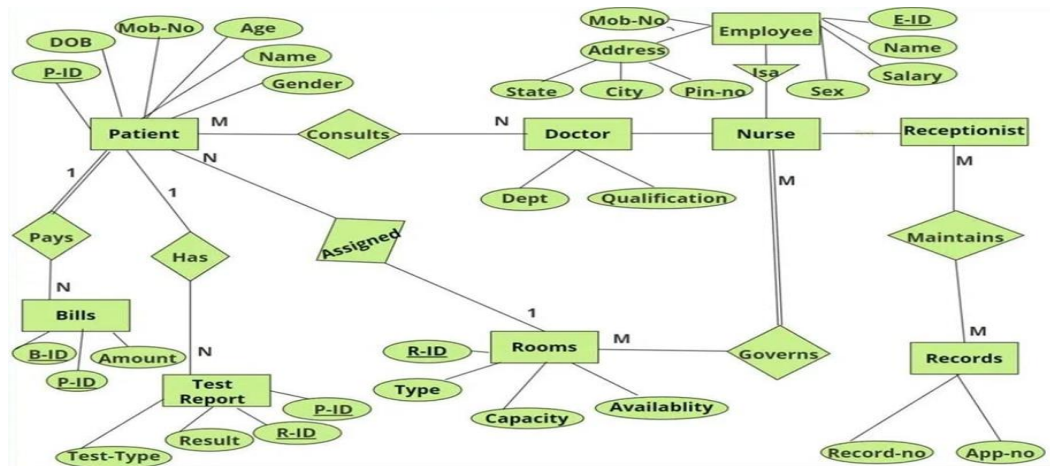 Mob-No
Age
Mob-No
E-ID
DOB
Employee
Name
Address
Name
P-ID
Isa
Salary
Gender
State
City
Pin-no
Sex
Patient
M
Consults
N
Doctor
Nurse
Receptionist
N
M
M
1
1
Dept
Qualification
Pays
Has
Assigned
Maintains
N
1
Bills
M
M
B-ID
Amount
N
R-ID
Rooms
Governs
Records
P-ID
Test
Report
Type
P-ID
Capacity
Availablity
Result
R-ID
Test-Type
Record-no
App-no